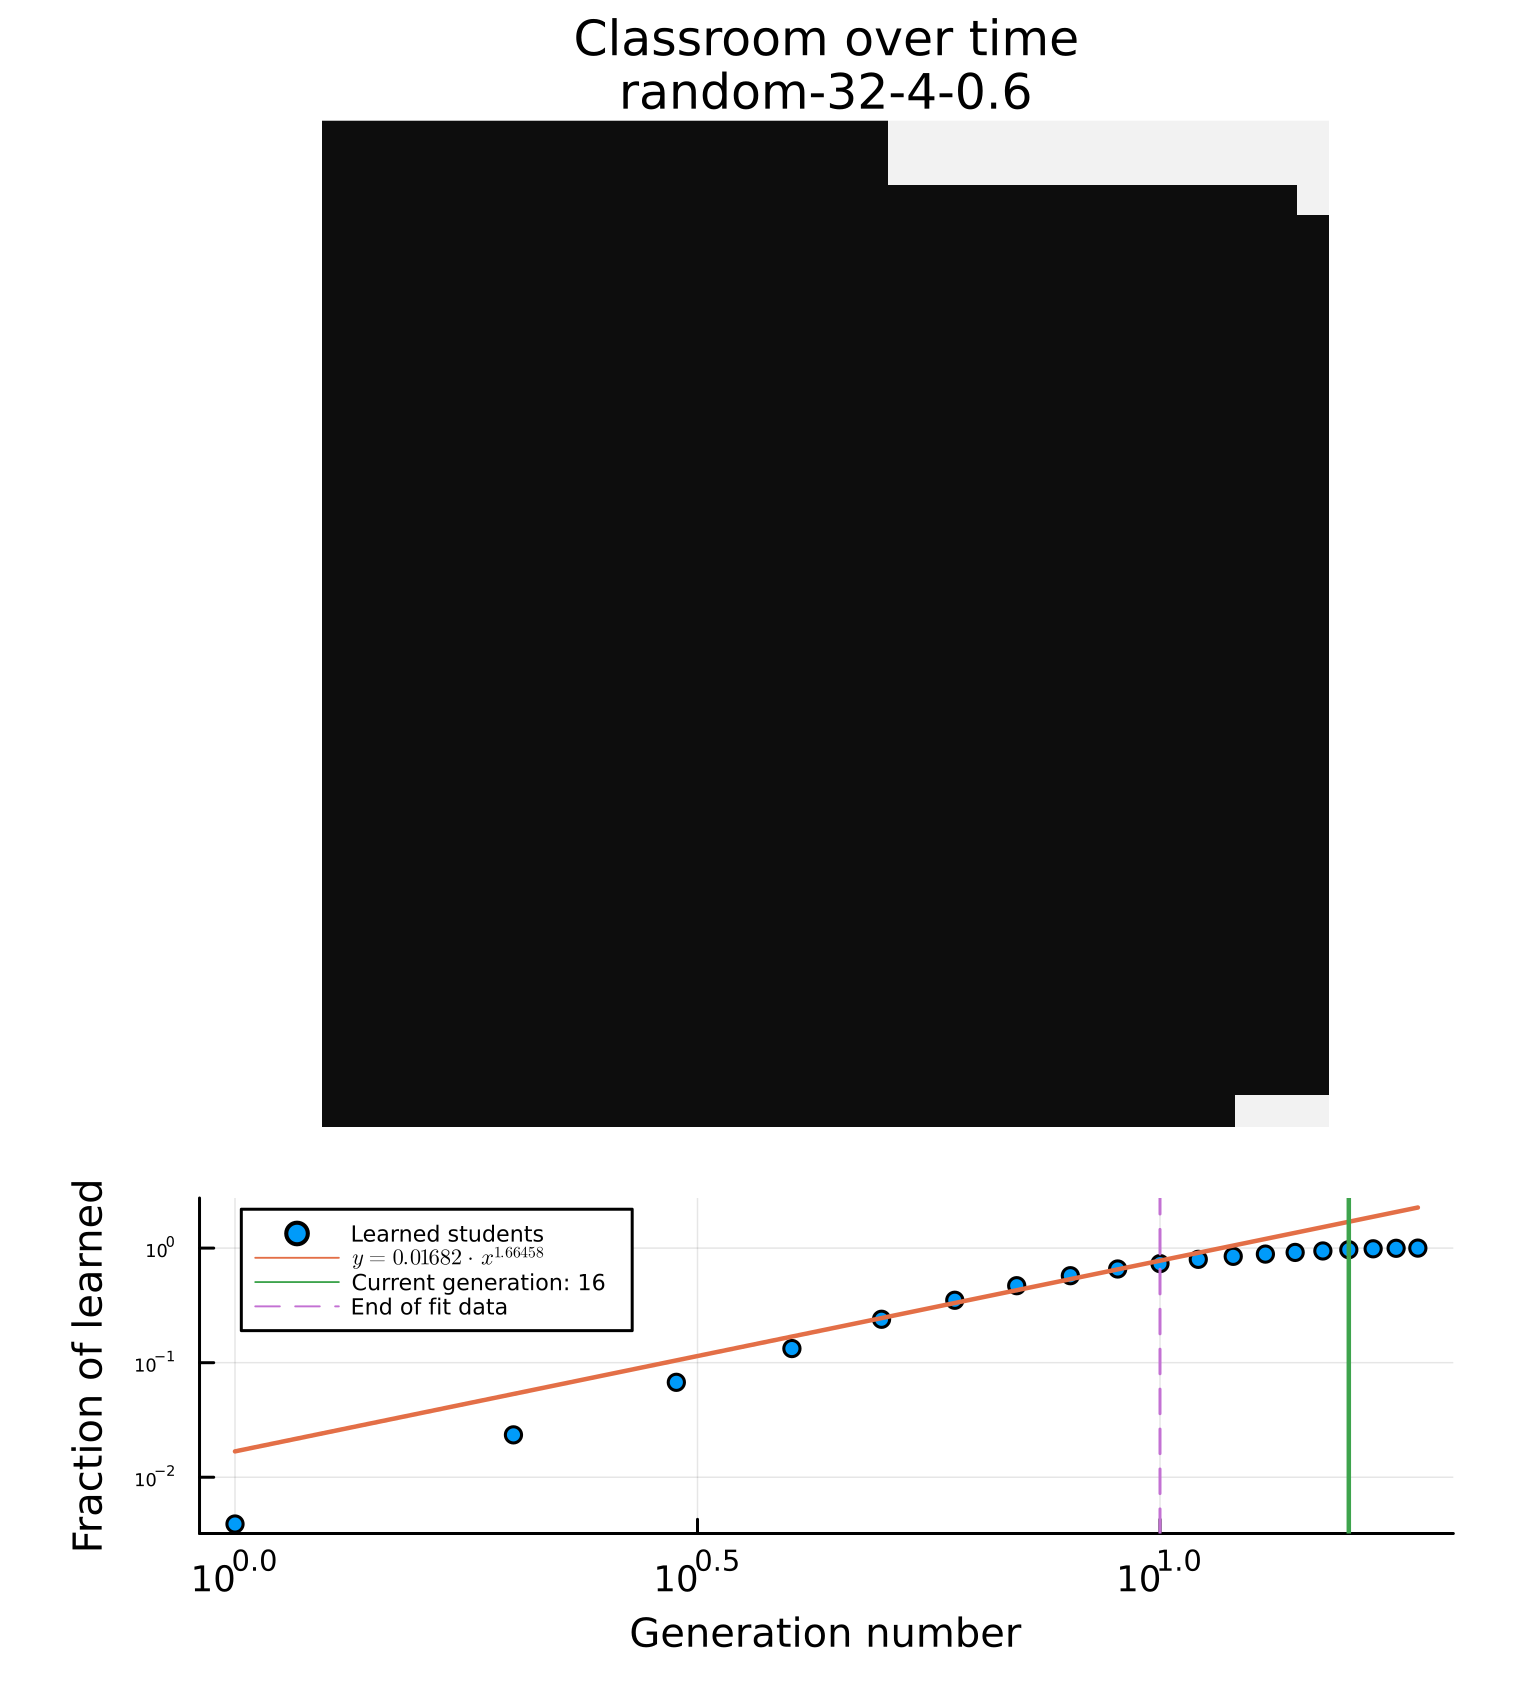 Classroom over time
random-32-4-0.6
Fraction of learned
10⁰
10⁻¹
10⁻²
Learned students
y = 0.01682 · x^1.66458
Current generation: 16
End of fit data
10^0.0 10^0.5 10^1.0
Generation number